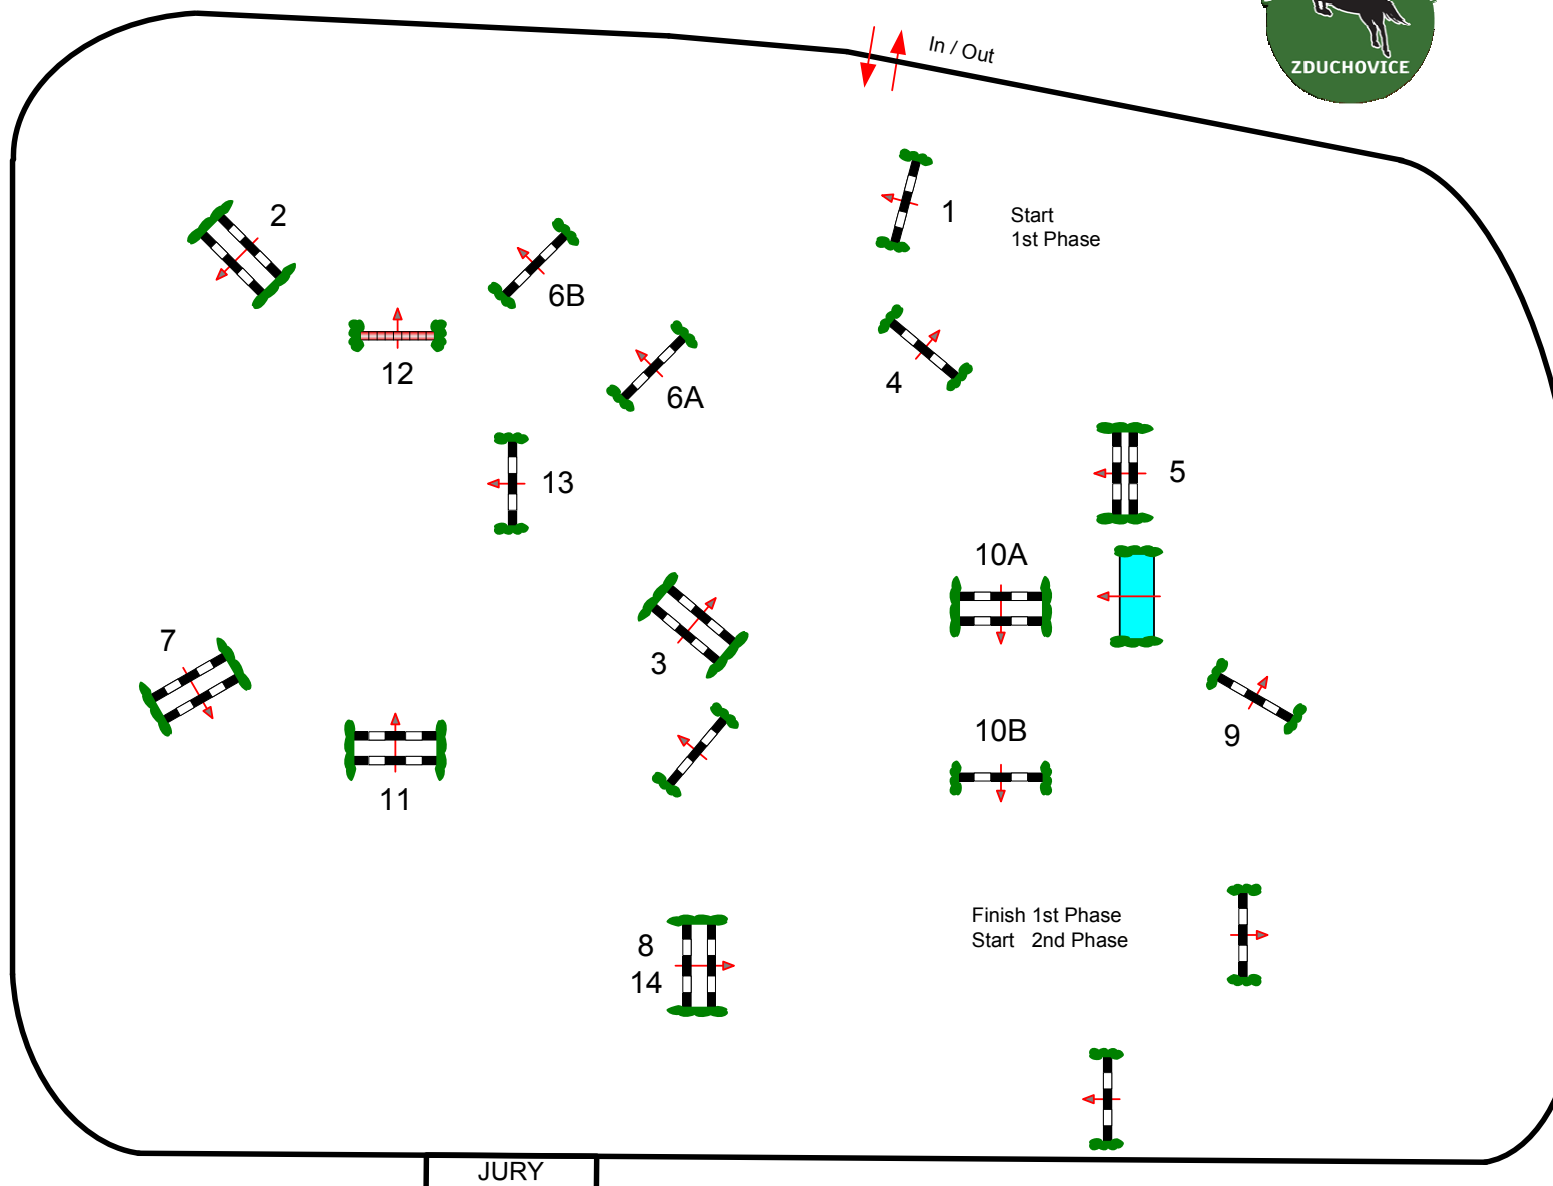 In / Out
ZDUCHOVICE
1
Start
1st Phase
2
6B
12
6A
4
5
13
10A
3
7
10B
9
11
8
14
Finish 1st Phase
Start 2nd Phase
JURY